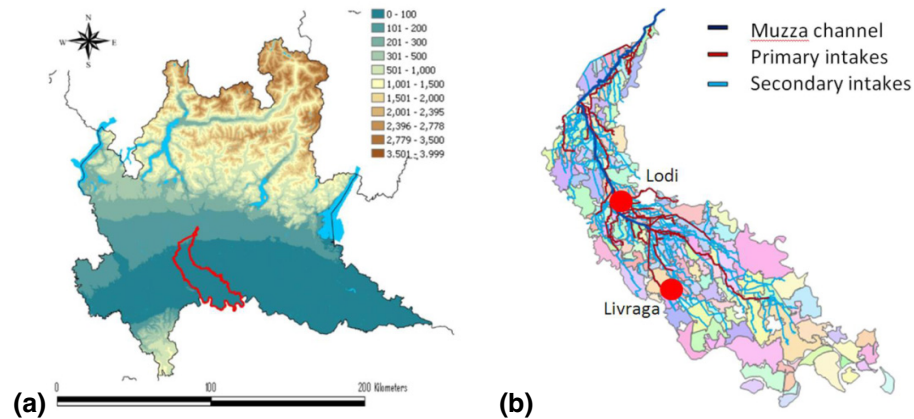 N
W E
S
0 - 100
101 - 200
201 - 300
301 - 500
501 - 1,000
1,001 - 1,500
1,501 - 2,000
2,001 - 2,395
2,396 - 2,778
2,779 - 3,500
3,501 - 3,999
0 100 200 Kilometers
(a)
Muzza channel
Primary intakes
Secondary intakes
Lodi
Livraga
(b)